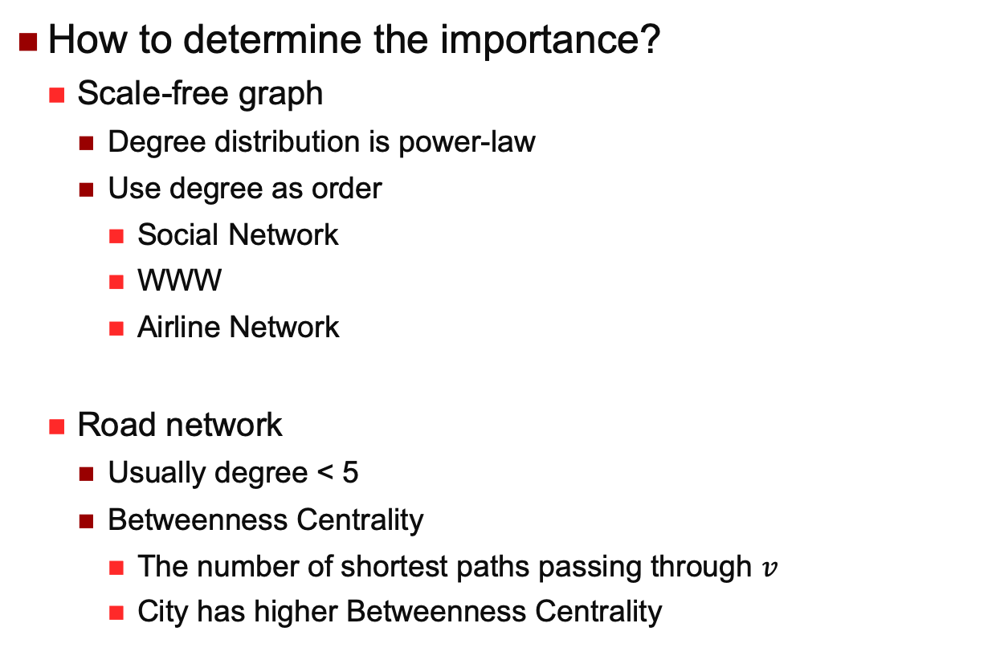 How to determine the importance?
Scale-free graph
Degree distribution is power-law
Use degree as order
Social Network
WWW
Airline Network
Road network
Usually degree < 5
Betweenness Centrality
The number of shortest paths passing through 𝑣
City has higher Betweenness Centrality